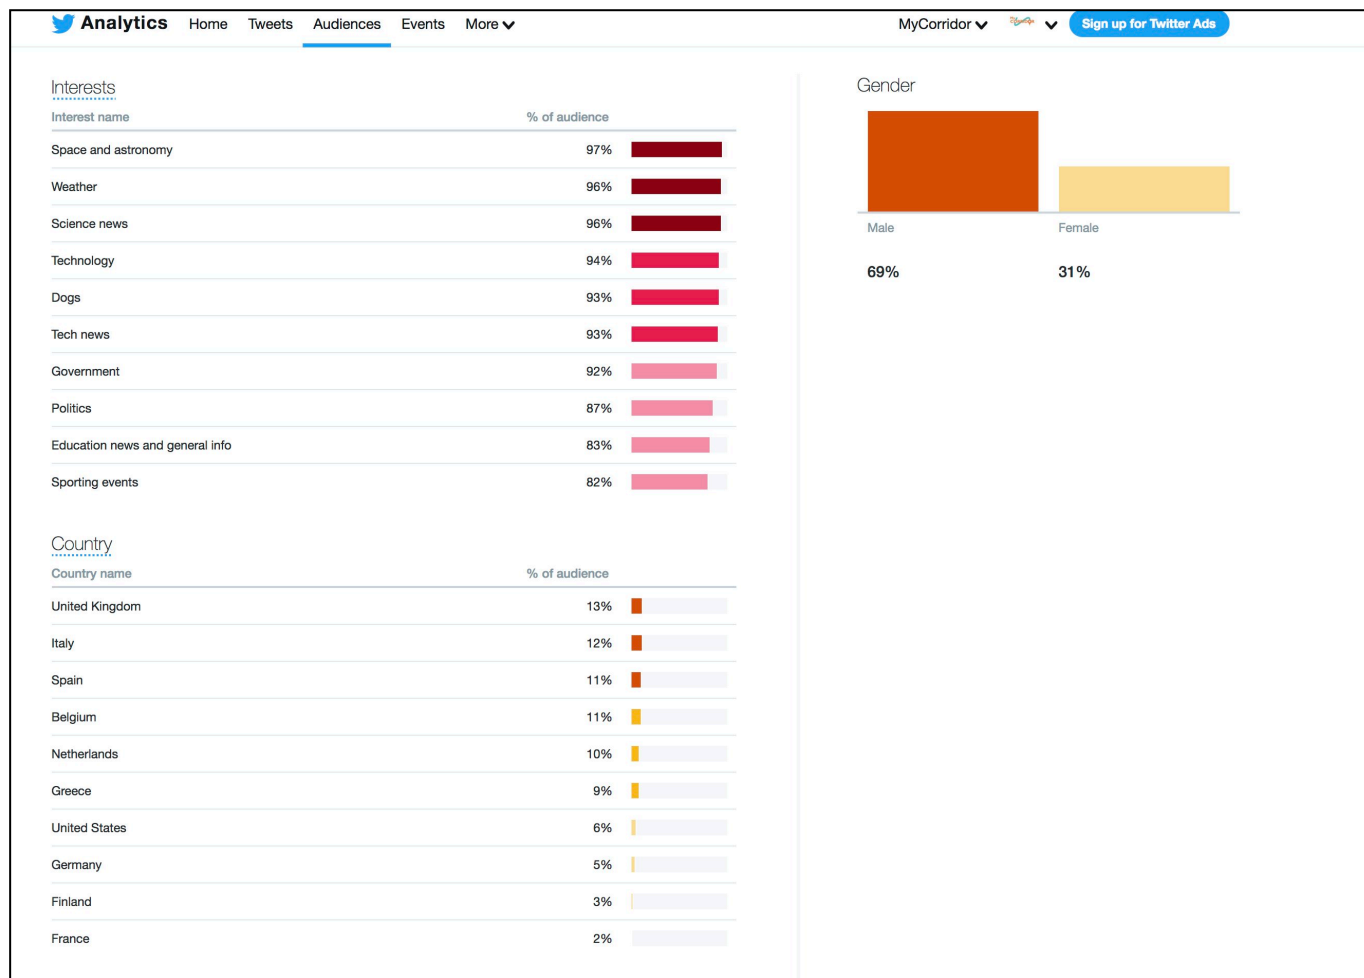 Analytics Home Tweets Audiences Events More MyCorridor Sign up for Twitter Ads
Interests
Interest name % of audience
Space and astronomy 97%
Weather 96%
Science news 96%
Technology 94%
Dogs 93%
Tech news 93%
Government 92%
Politics 87%
Education news and general info 83%
Sporting events 82%
Country
Country name % of audience
United Kingdom 13%
Italy 12%
Spain 11%
Belgium 11%
Netherlands 10%
Greece 9%
United States 6%
Germany 5%
Finland 3%
France 2%
Gender
Male Female
69% 31%